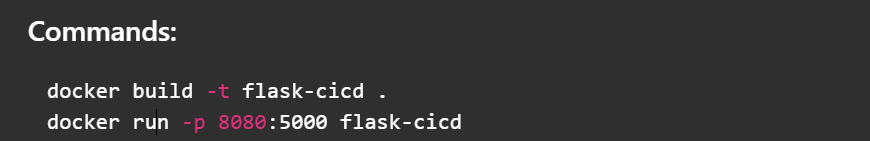 Commands:
docker build -t flask-cicd .
docker run -p 8080:5000 flask-cicd